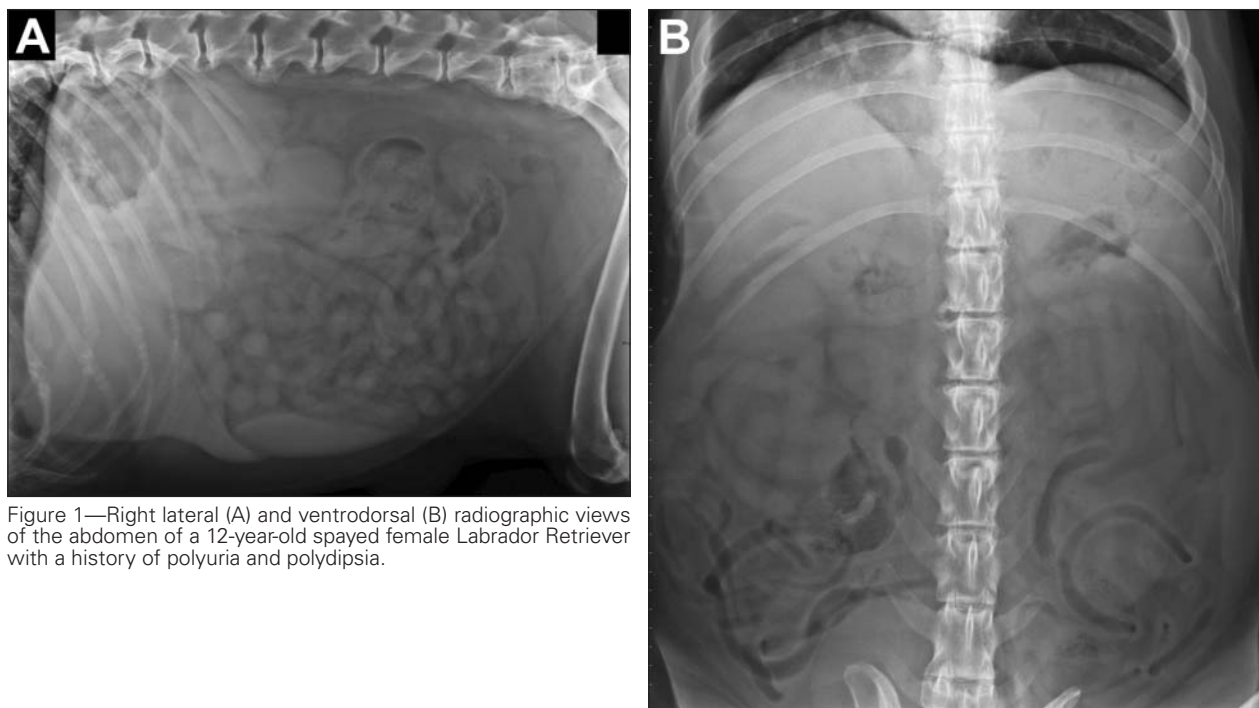 A
B
Figure 1—Right lateral (A) and ventrodorsal (B) radiographic views
of the abdomen of a 12-year-old spayed female Labrador Retriever
with a history of polyuria and polydipsia.